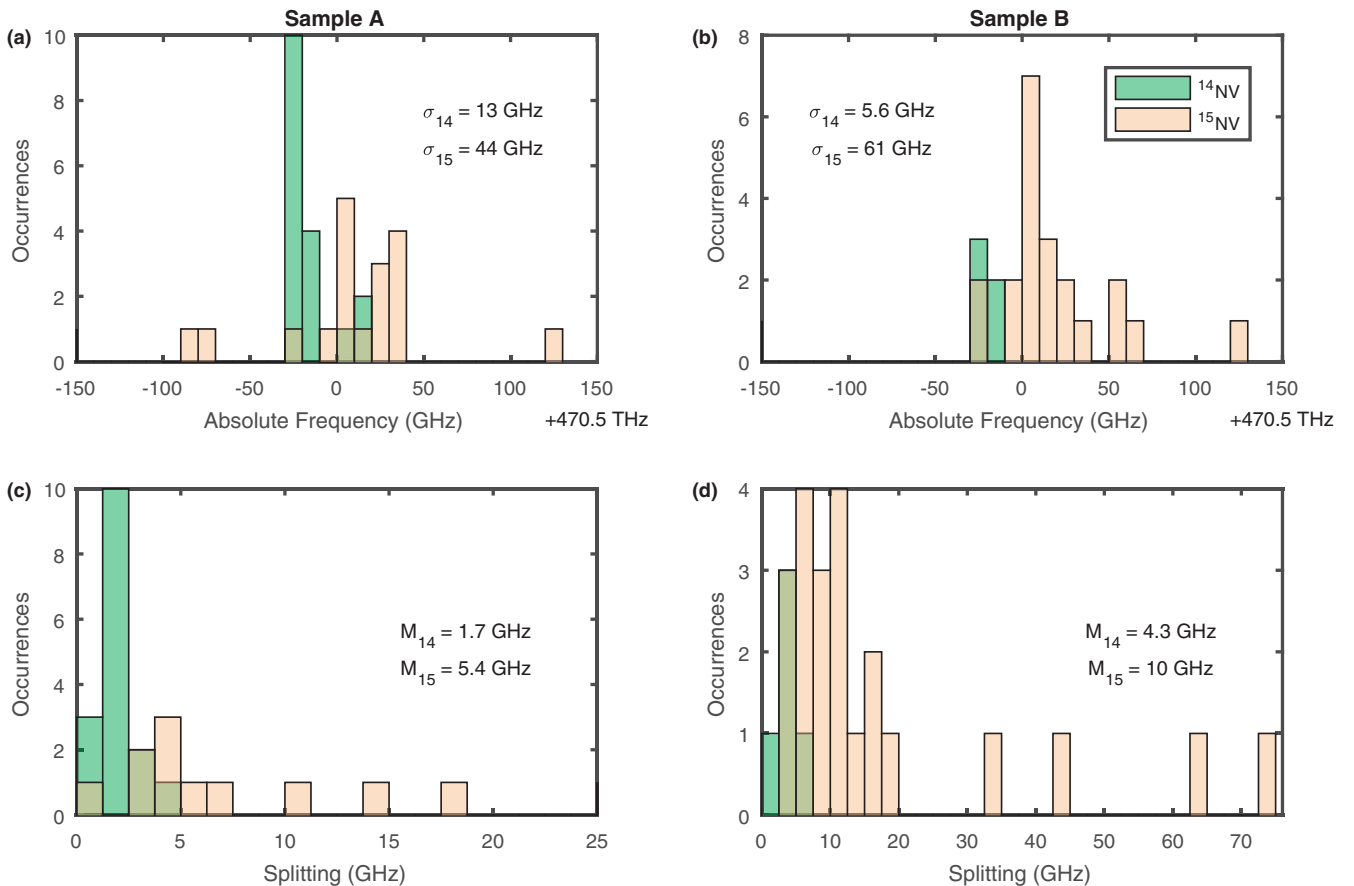 Sample A
(a)
10
8
6
4
2
0
Occurrences
σ14 = 13 GHz
σ15 = 44 GHz
-150 -100 -50 0 50 100 150
Absolute Frequency (GHz)
+470.5 THz
Sample B
(b)
8
6
4
2
0
Occurrences
σ14 = 5.6 GHz
σ15 = 61 GHz
14NV
15NV
-150 -100 -50 0 50 100 150
Absolute Frequency (GHz)
+470.5 THz
(c)
10
8
6
4
2
0
Occurrences
M14 = 1.7 GHz
M15 = 5.4 GHz
0 5 10 15 20 25
Splitting (GHz)
(d)
4
3
2
1
0
Occurrences
M14 = 4.3 GHz
M15 = 10 GHz
0 10 20 30 40 50 60 70
Splitting (GHz)